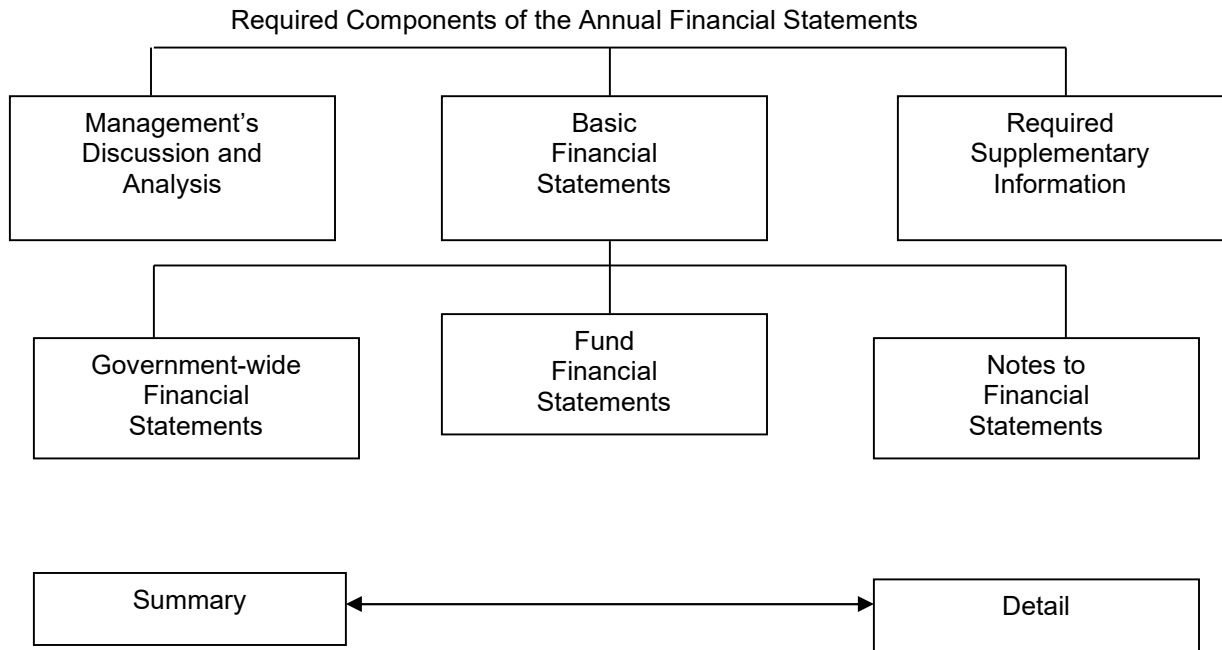 Required Components of the Annual Financial Statements
Management’s
Discussion and
Analysis
Basic
Financial
Statements
Required
Supplementary
Information
Government-wide
Financial
Statements
Fund
Financial
Statements
Notes to
Financial
Statements
Summary
Detail